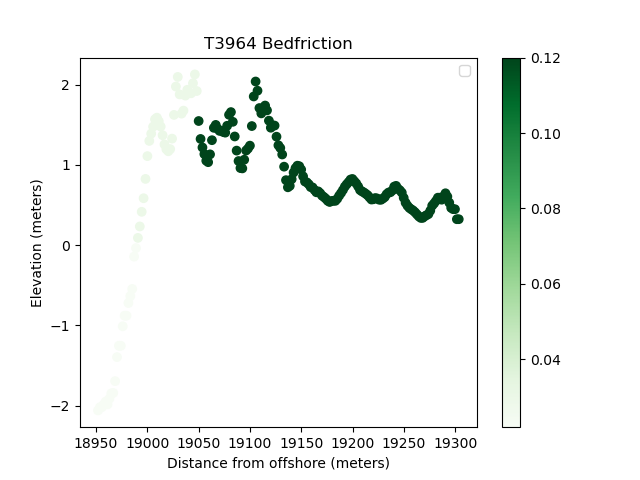 T3964 Bedfriction
Elevation (meters)
2
1
0
−1
−2
18950 19000 19050 19100 19150 19200 19250 19300
Distance from offshore (meters)
0.12
0.10
0.08
0.06
0.04